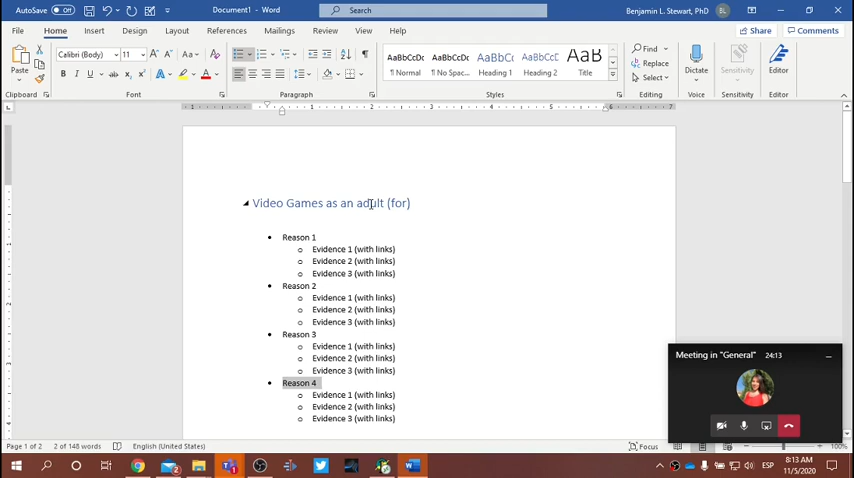 AutoSave Off Document1 - Word Search Benjamin L. Stewart, PhD BL
File Home Insert Draw Design Layout References Mailings Review View Help Share Comments
Calibri (Body) 11 A A Aa AaBbCcDc AaBbCcDc AaBbCc AaBbCcD AaB Find
Paste B I U ab x x A A ¶ Normal ¶ No Spac... Heading 1 Heading 2 Title Replace Dictate Sensitivity Editor
Select
Clipboard Font Paragraph Styles Editing Voice Sensitivity Editor
Video Games as an adult (for)
• Reason 1
o Evidence 1 (with links)
o Evidence 2 (with links)
o Evidence 3 (with links)
• Reason 2
o Evidence 1 (with links)
o Evidence 2 (with links)
o Evidence 3 (with links)
• Reason 3
o Evidence 1 (with links)
o Evidence 2 (with links)
o Evidence 3 (with links)
• Reason 4
o Evidence 1 (with links)
o Evidence 2 (with links)
o Evidence 3 (with links)
Meeting in "General" 24:13
Page 1 of 2 2 of 148 words English (United States) Focus 100%
ESP 8:13 AM
11/5/2020